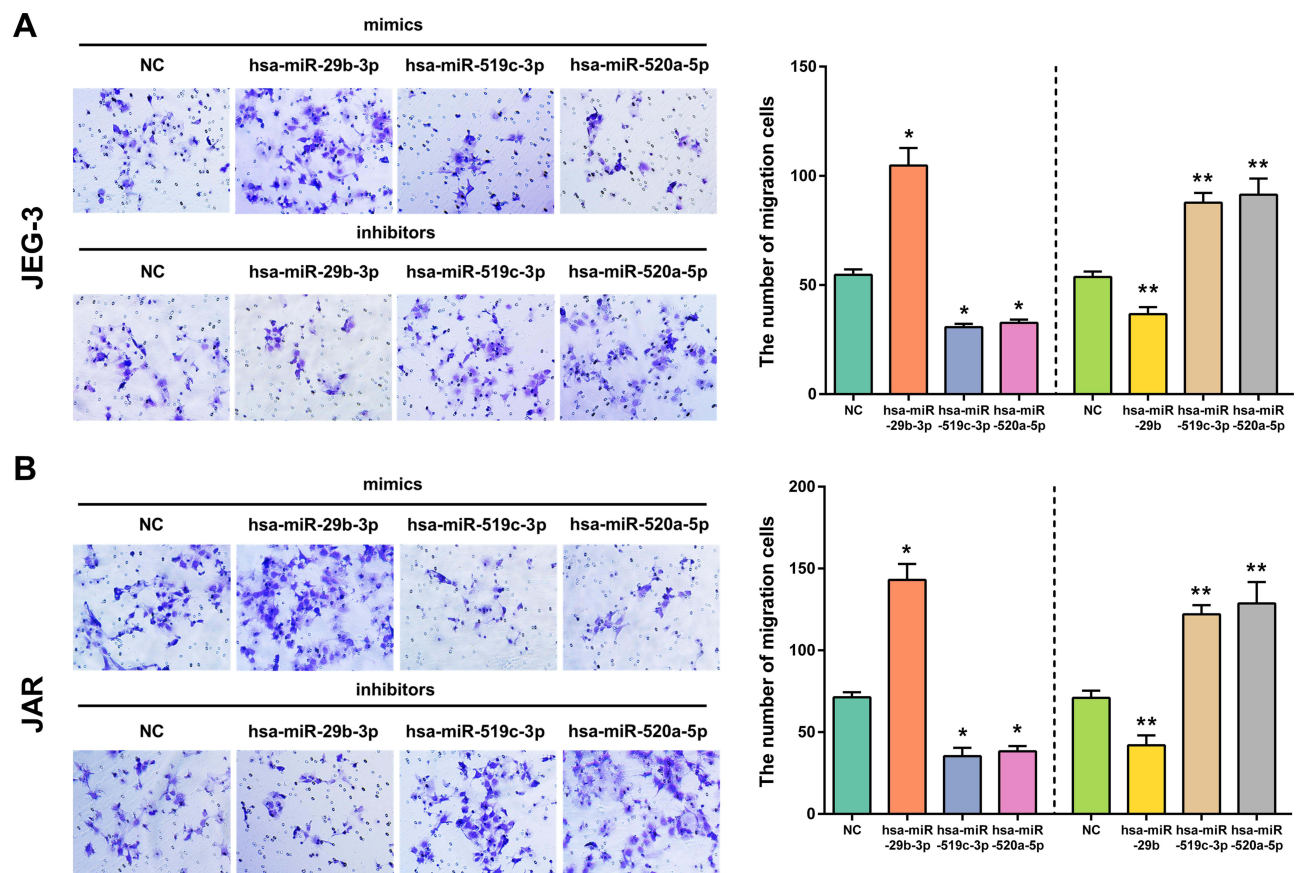 A
mimics
NC hsa-miR-29b-3p hsa-miR-519c-3p hsa-miR-520a-5p
JEG-3
inhibitors
NC hsa-miR-29b-3p hsa-miR-519c-3p hsa-miR-520a-5p
The number of migration cells
150
100
50
0
*
*
*
**
**
**
NC hsa-miR -29b-3p hsa-miR -519c-3p hsa-miR -520a-5p NC hsa-miR -29b hsa-miR -519c-3p hsa-miR -520a-5p
B
mimics
NC hsa-miR-29b-3p hsa-miR-519c-3p hsa-miR-520a-5p
JAR
inhibitors
NC hsa-miR-29b-3p hsa-miR-519c-3p hsa-miR-520a-5p
The number of migration cells
200
150
100
50
0
*
*
*
**
**
**
NC hsa-miR -29b-3p hsa-miR -519c-3p hsa-miR -520a-5p NC hsa-miR -29b hsa-miR -519c-3p hsa-miR -520a-5p